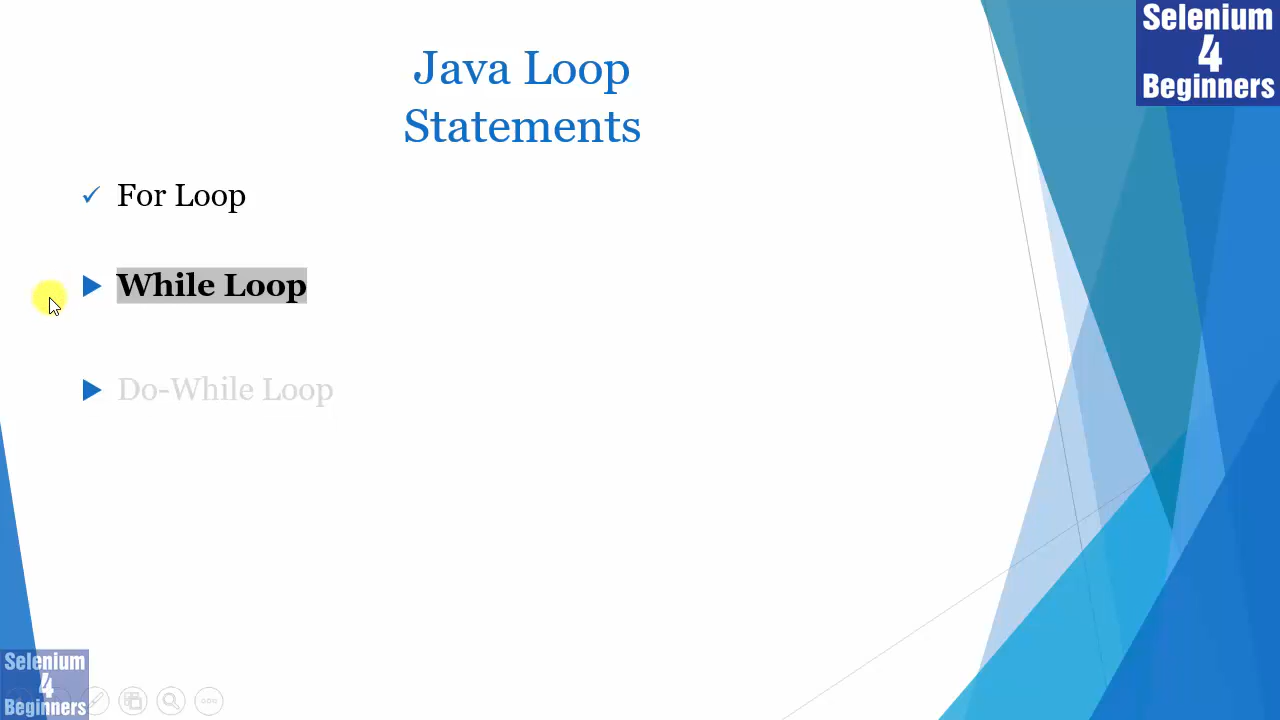 Selenium
4
Beginners
Java Loop
Statements
For Loop
While Loop
Do-While Loop
Selenium
4
Beginners